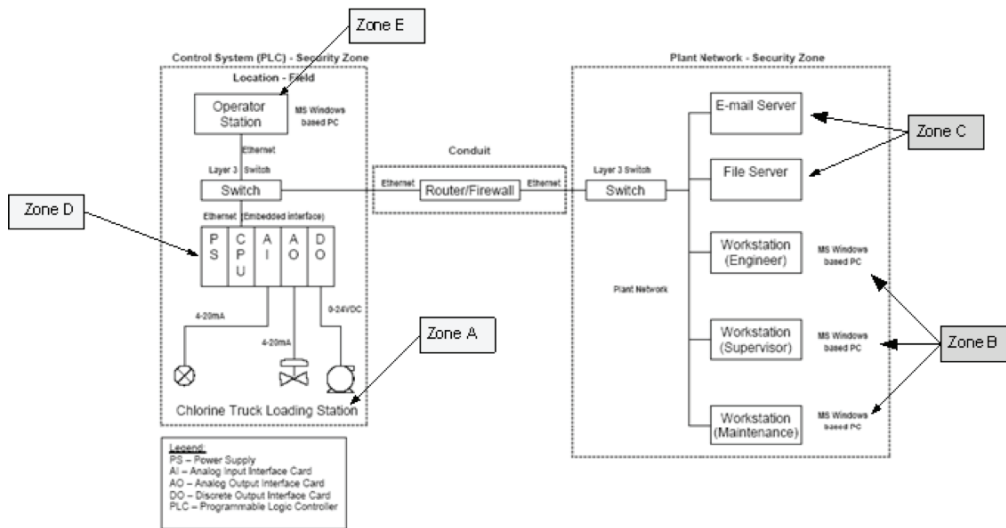 Zone E
Control System (PLC) - Security Zone
Location - Field
Operator
Station
MS Windows
based PC
Ethernet
Layer 3 Switch
Switch
Ethernet (Embedded interface)
Zone D
PS
CPU
AI
AO
DO
4-20mA
4-20mA
0-24VDC
Zone A
Chlorine Truck Loading Station
Conduit
Ethernet
Router/Firewall
Ethernet
Plant Network - Security Zone
Layer 3 Switch
Switch
Plant Network
E-mail Server
File Server
Zone C
Workstation
(Engineer)
MS Windows
based PC
Workstation
(Supervisor)
MS Windows
based PC
Zone B
Workstation
(Maintenance)
MS Windows
based PC
Legend:
PS – Power Supply
AI – Analog Input Interface Card
AO – Analog Output Interface Card
DO – Discrete Output Interface Card
PLC – Programmable Logic Controller